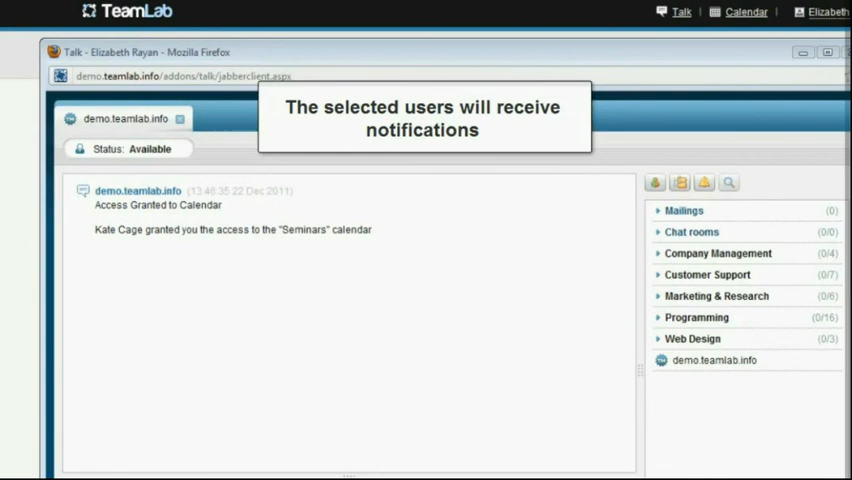 TeamLab
Talk | Calendar | Elizabeth
Talk - Elizabeth Rayan - Mozilla Firefox
demo.teamlab.info/addons/talk/jabberclient.aspx
The selected users will receive
notifications
demo.teamlab.info
Status: Available
demo.teamlab.info (13:46:35 22 Dec 2011)
Access Granted to Calendar
Kate Cage granted you the access to the "Seminars" calendar
Mailings (0)
Chat rooms (0/0)
Company Management (0/4)
Customer Support (0/7)
Marketing & Research (0/6)
Programming (0/16)
Web Design (0/3)
demo.teamlab.info